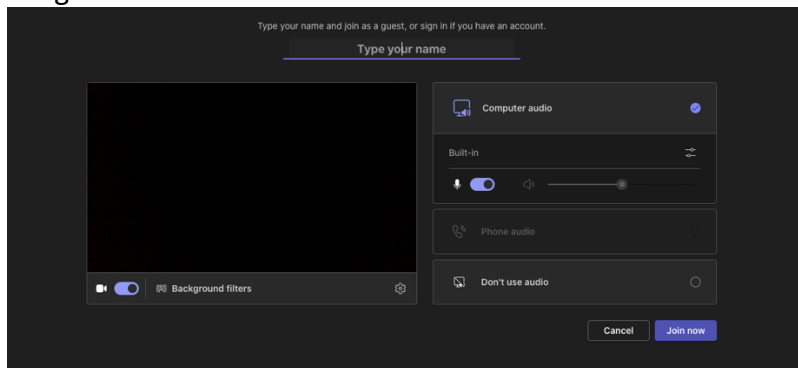 Type your name and join as a guest, or sign in if you have an account.
Type your name
Computer audio
Built-in
Phone audio
Background filters
Don't use audio
Cancel
Join now